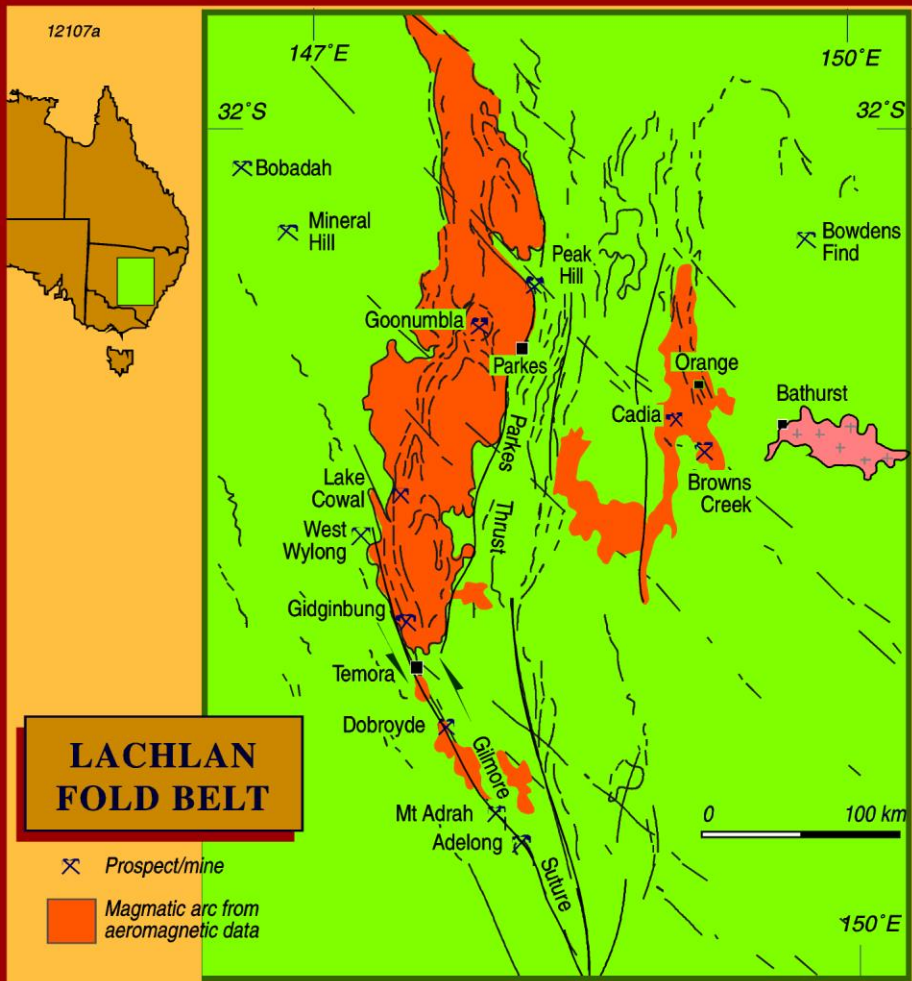 12107a
147°E
150°E
32°S
32°S
Bobadah
Mineral
Hill
Bowdens
Find
Peak
Hill
Goonumbla
Parkes
Orange
Cadia
Bathurst
Browns
Creek
Parkes
Thrust
Lake
Cowal
West
Wylong
Gidginbung
Temora
Dobroyde
Gilmore
Suture
Mt Adrah
Adelong
LACHLAN
FOLD BELT
Prospect/mine
Magmatic arc from
aeromagnetic data
0 100 km
150°E